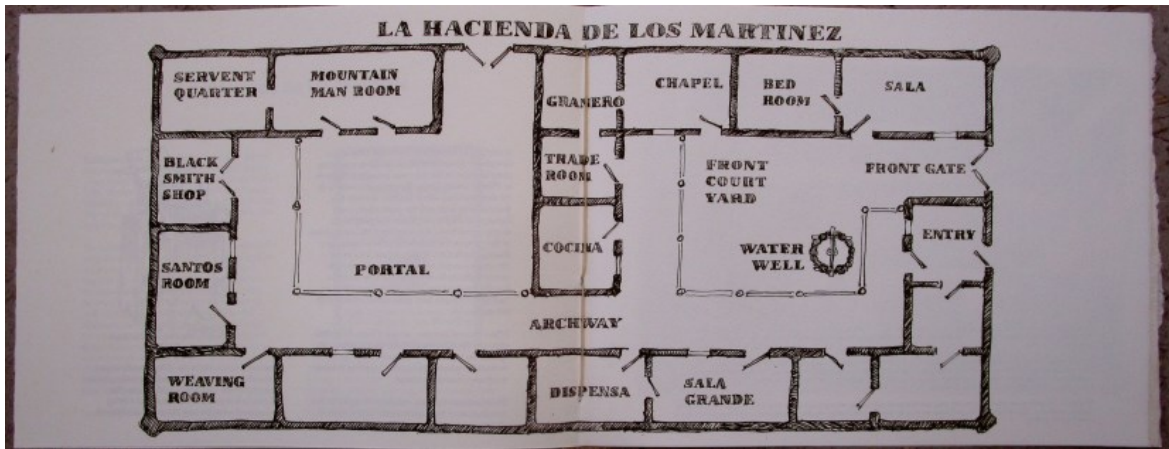 LA HACIENDA DE LOS MARTINEZ
SERVENT
QUARTER
MOUNTAIN
MAN ROOM
GRANERO
CHAPEL
BED
ROOM
SALA
BLACK
SMITH
SHOP
TRADE
ROOM
FRONT
COURT
YARD
FRONT GATE
SANTOS
ROOM
PORTAL
COCINA
WATER
WELL
ENTRY
ARCHWAY
WEAVING
ROOM
DISPENSA
SALA
GRANDE